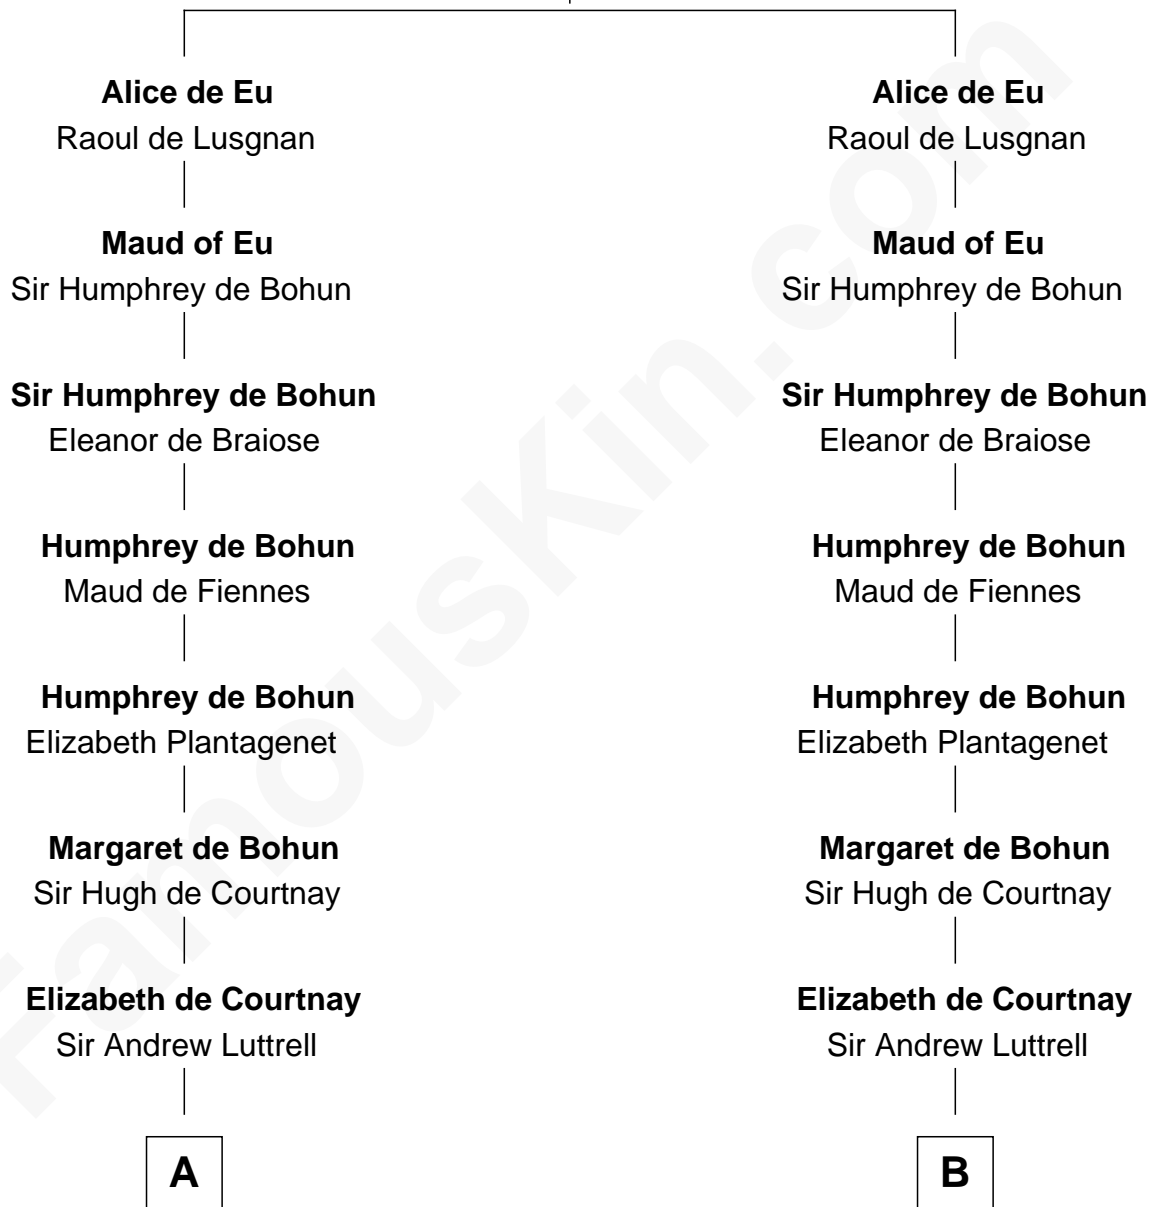 Alice de Eu
Raoul de Lusgnan
Maud of Eu
Sir Humphrey de Bohun
Sir Humphrey de Bohun
Eleanor de Braiose
Humphrey de Bohun
Maud de Fiennes
Humphrey de Bohun
Elizabeth Plantagenet
Margaret de Bohun
Sir Hugh de Courtnay
Elizabeth de Courtnay
Sir Andrew Luttrell
A
Alice de Eu
Raoul de Lusgnan
Maud of Eu
Sir Humphrey de Bohun
Sir Humphrey de Bohun
Eleanor de Braiose
Humphrey de Bohun
Maud de Fiennes
Humphrey de Bohun
Elizabeth Plantagenet
Margaret de Bohun
Sir Hugh de Courtnay
Elizabeth de Courtnay
Sir Andrew Luttrell
B
FamousKin.com